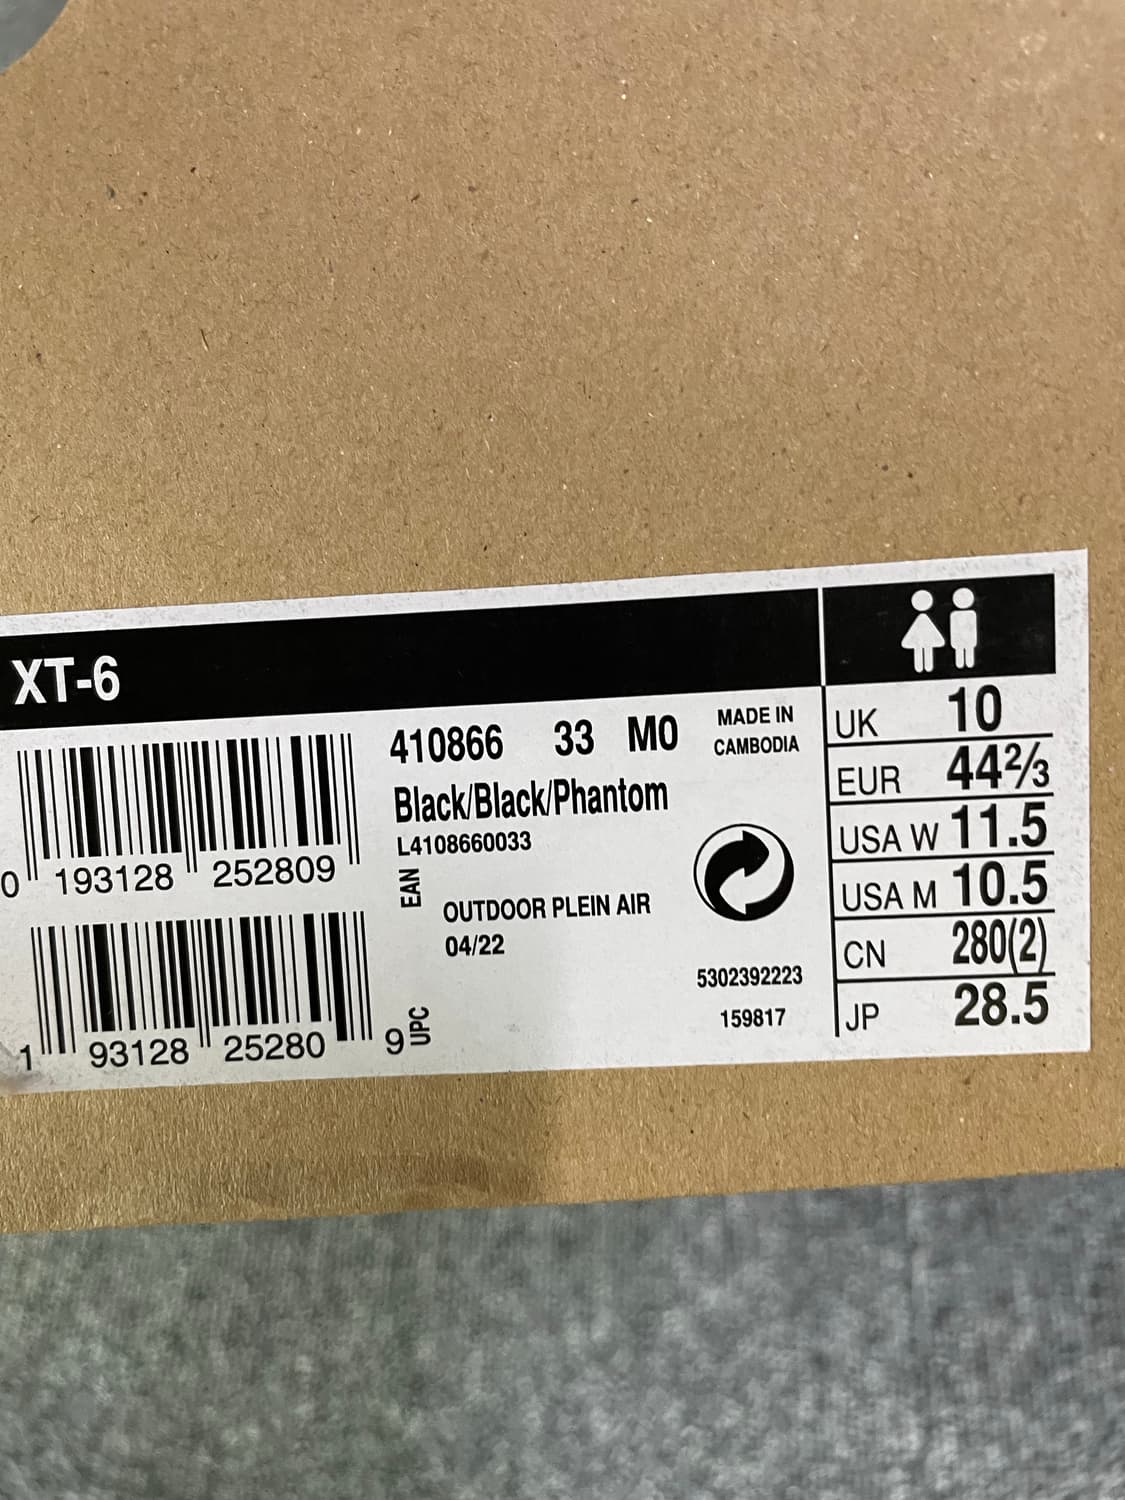 XT-6
410866 33 M0
Black/Black/Phantom
L4108660033
MADE IN
CAMBODIA
0 193128 252809
EAN
OUTDOOR PLEIN AIR
04/22
1 93128 25280 9
UPC
5302392223
159817
UK 10
EUR 44⅔
USA W 11.5
USA M 10.5
CN 280(2)
JP 28.5